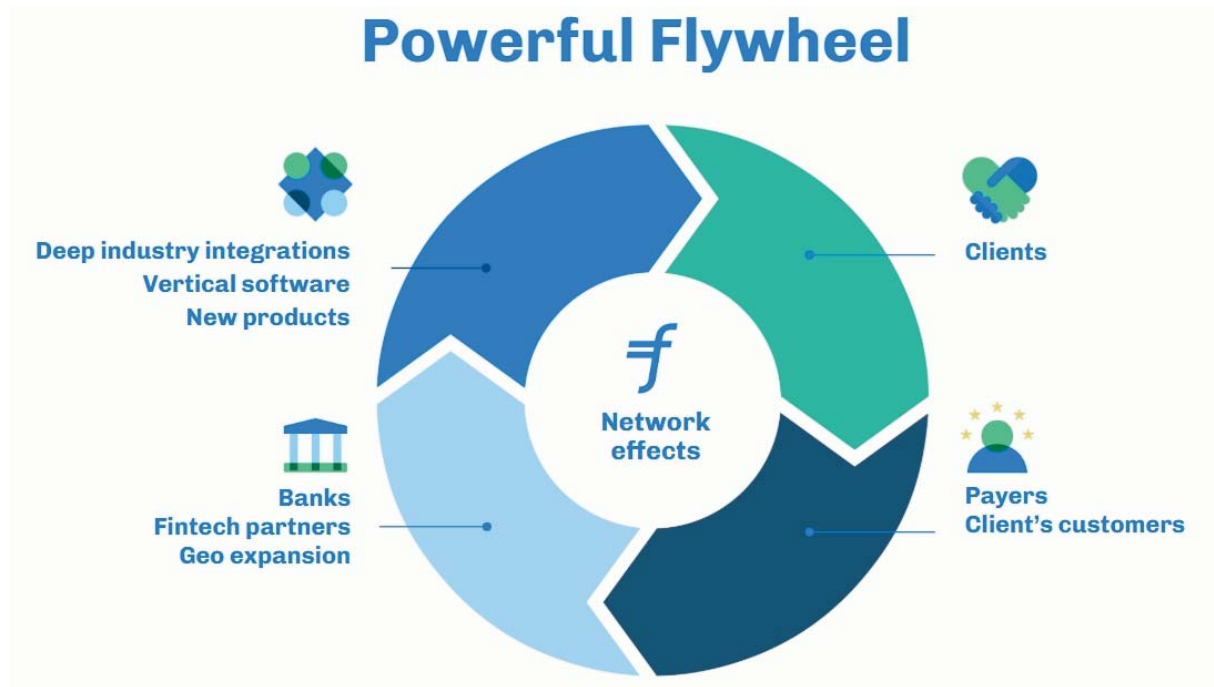 Powerful Flywheel
Deep industry integrations
Vertical software
New products
Clients
Network
effects
Banks
Fintech partners
Geo expansion
Payers
Client's customers